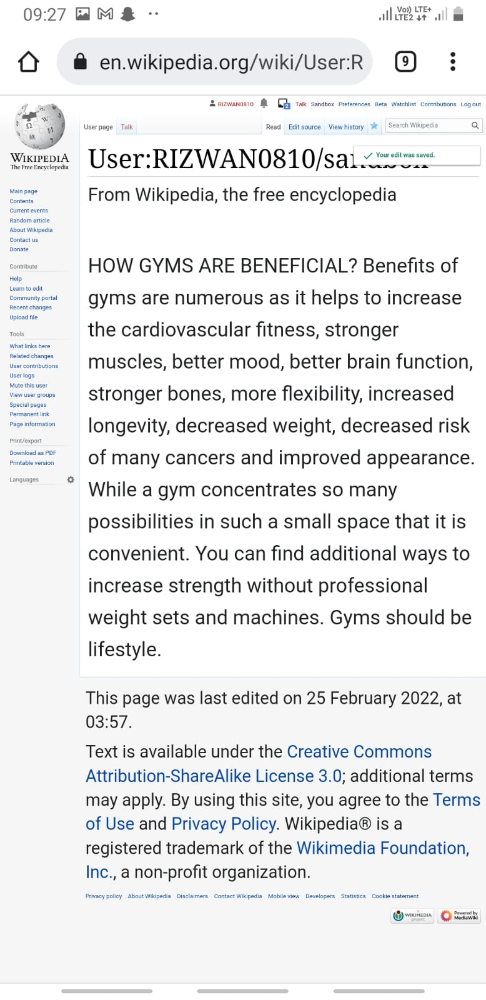 09:27
Vo)) LTE+
LTE2
en.wikipedia.org/wiki/User:R
9
RIZWAN0810 2 Talk Sandbox Preferences Beta Watchlist Contributions Log out
User page Talk Read Edit source View history Search Wikipedia
WIKIPEDIA
The Free Encyclopedia
User:RIZWAN0810/sandbox
Your edit was saved.
From Wikipedia, the free encyclopedia
Main page
Contents
Current events
Random article
About Wikipedia
Contact us
Donate
Contribute
Help
Learn to edit
Community portal
Recent changes
Upload file
Tools
What links here
Related changes
User contributions
User logs
Mute this user
View user groups
Special pages
Permanent link
Page information
Print/export
Download as PDF
Printable version
Languages
HOW GYMS ARE BENEFICIAL? Benefits of
gyms are numerous as it helps to increase
the cardiovascular fitness, stronger
muscles, better mood, better brain function,
stronger bones, more flexibility, increased
longevity, decreased weight, decreased risk
of many cancers and improved appearance.
While a gym concentrates so many
possibilities in such a small space that it is
convenient. You can find additional ways to
increase strength without professional
weight sets and machines. Gyms should be
lifestyle.
This page was last edited on 25 February 2022, at
03:57.
Text is available under the Creative Commons
Attribution-ShareAlike License 3.0; additional terms
may apply. By using this site, you agree to the Terms
of Use and Privacy Policy. Wikipedia® is a
registered trademark of the Wikimedia Foundation,
Inc., a non-profit organization.
Privacy policy About Wikipedia Disclaimers Contact Wikipedia Mobile view Developers Statistics Cookie statement
A WIKIMEDIA project
Powered by MediaWiki